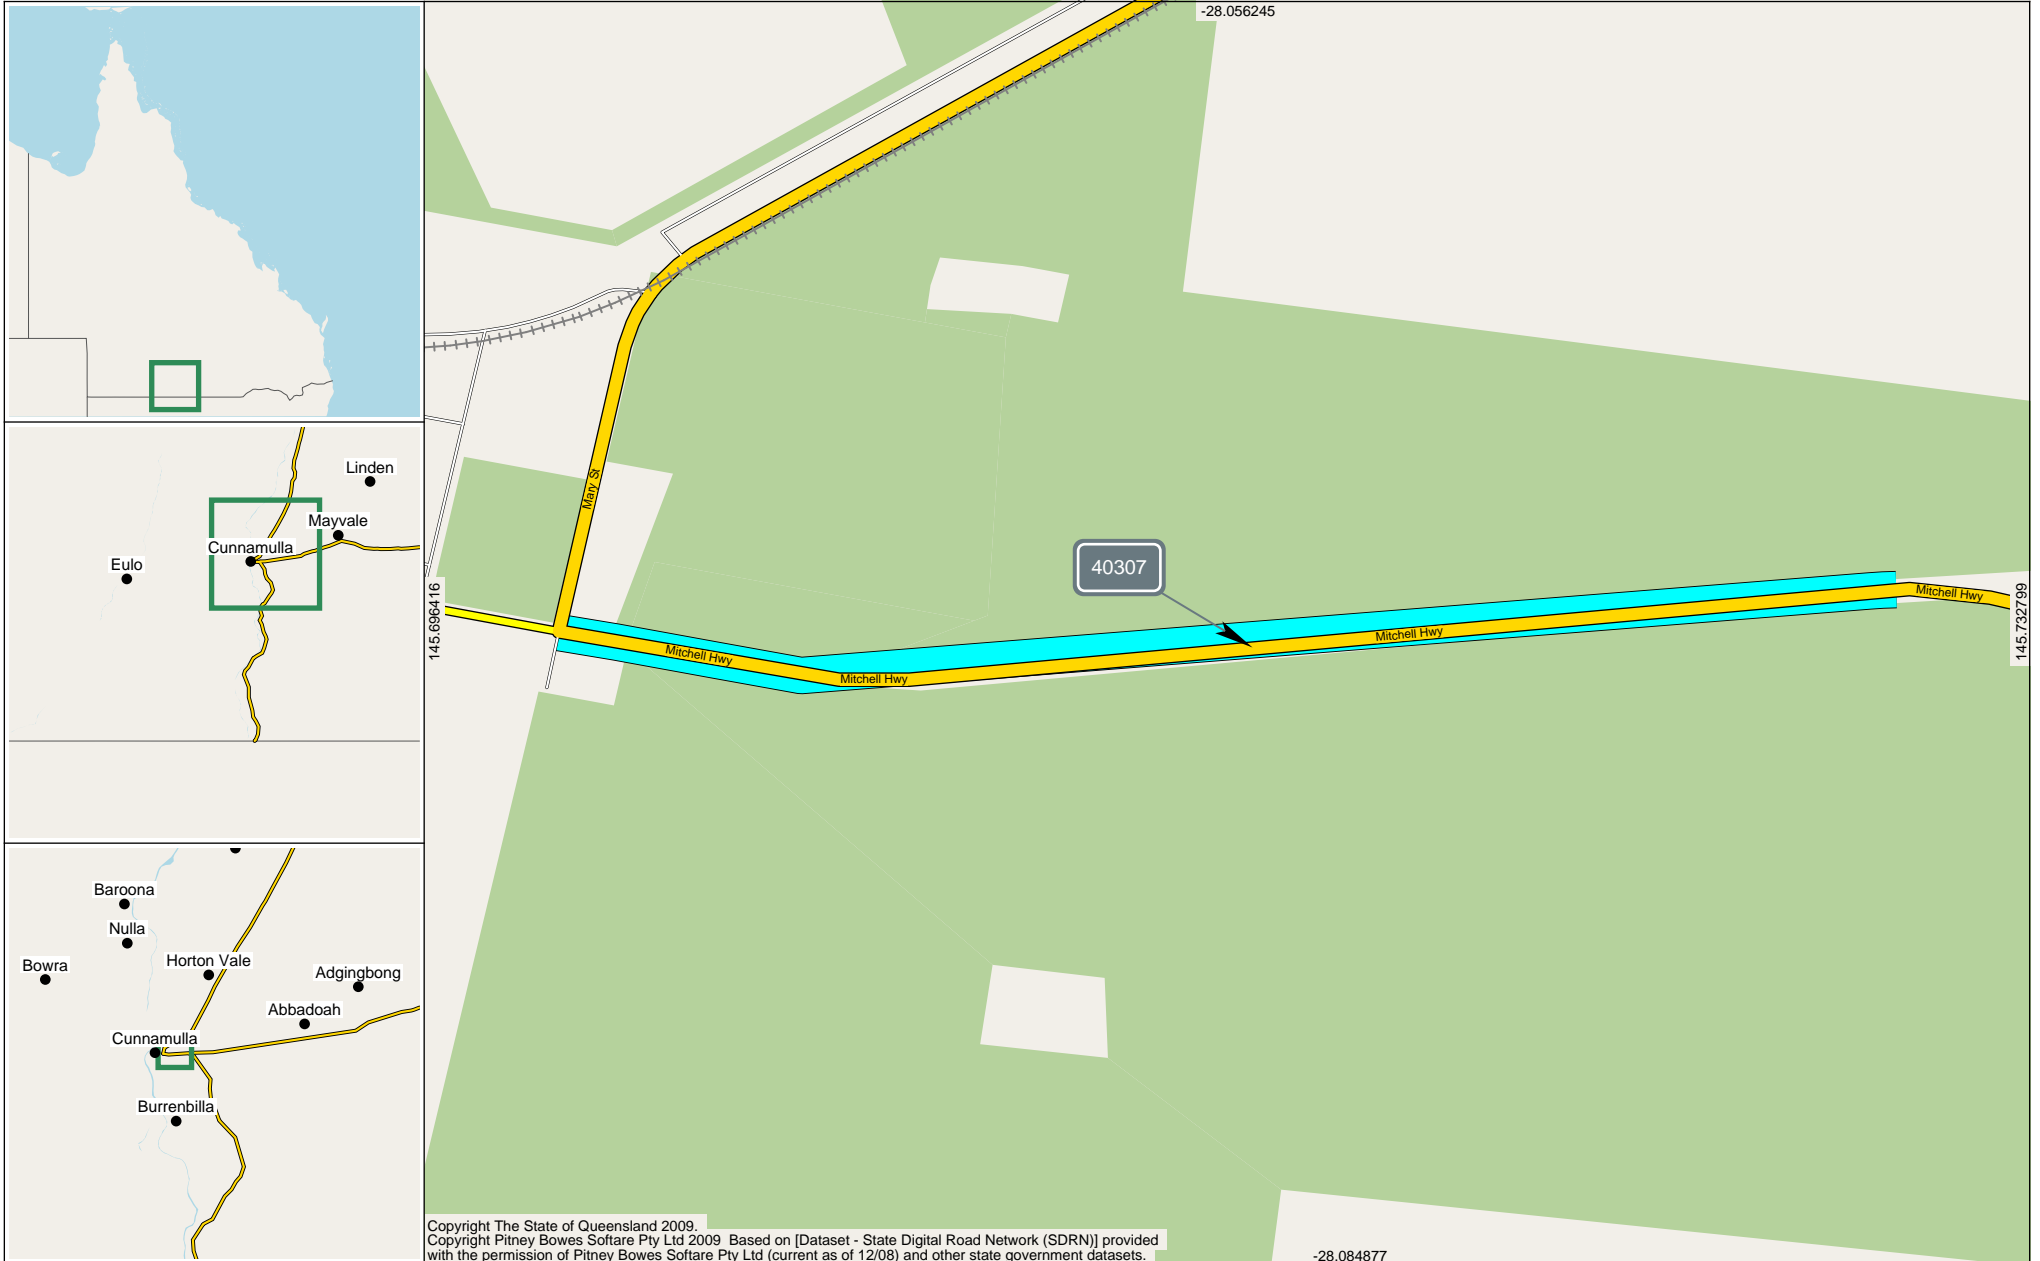 -28.056245
Mary St
40307
145.696416
145.732799
Mitchell Hwy
Mitchell Hwy
Mitchell Hwy
Mitchell Hwy
Linden
Mayvale
Cunnamulla
Eulo
Baroona
Nulla
Bowra
Horton Vale
Adgingbong
Abbadoah
Cunnamulla
Burrenbilla
Copyright The State of Queensland 2009.
Copyright Pitney Bowes Softare Pty Ltd 2009 Based on [Dataset - State Digital Road Network (SDRN)] provided
with the permission of Pitney Bowes Softare Pty Ltd (current as of 12/08) and other state government datasets.
-28.084877